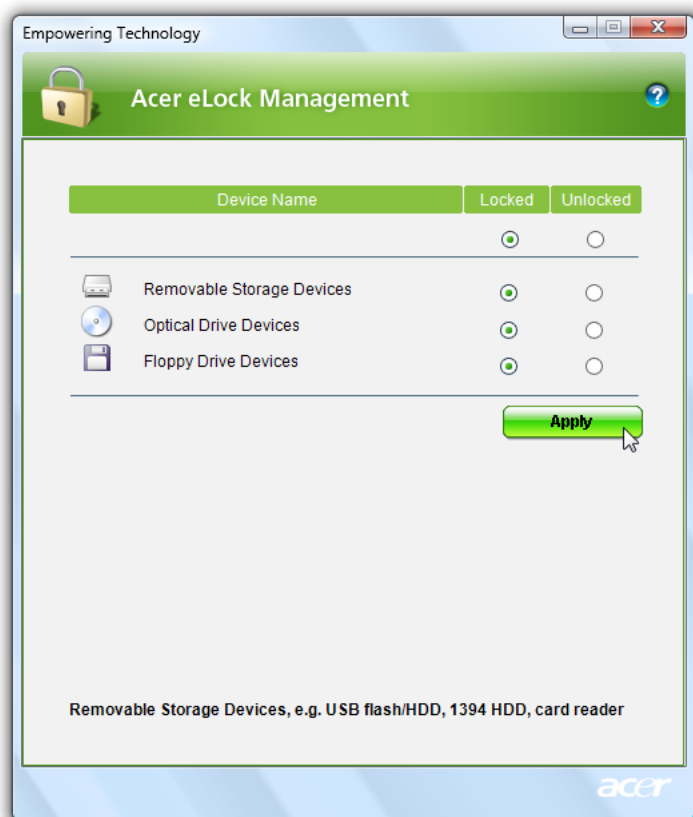 Empowering Technology
Acer eLock Management
?
Device Name Locked Unlocked
Removable Storage Devices
Optical Drive Devices
Floppy Drive Devices
Apply
Removable Storage Devices, e.g. USB flash/HDD, 1394 HDD, card reader
acer